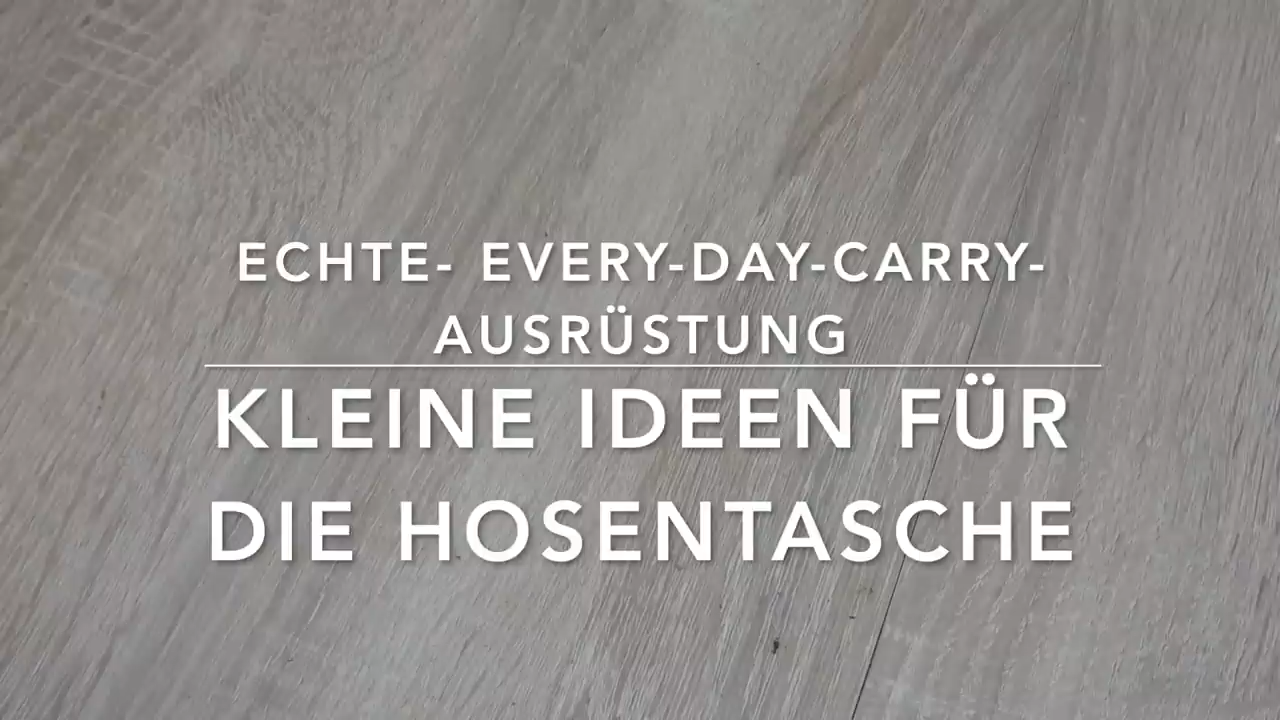 ECHTE- EVERY-DAY-CARRY-
AUSRÜSTUNG
KLEINE IDEEN FÜR
DIE HOSENTASCHE